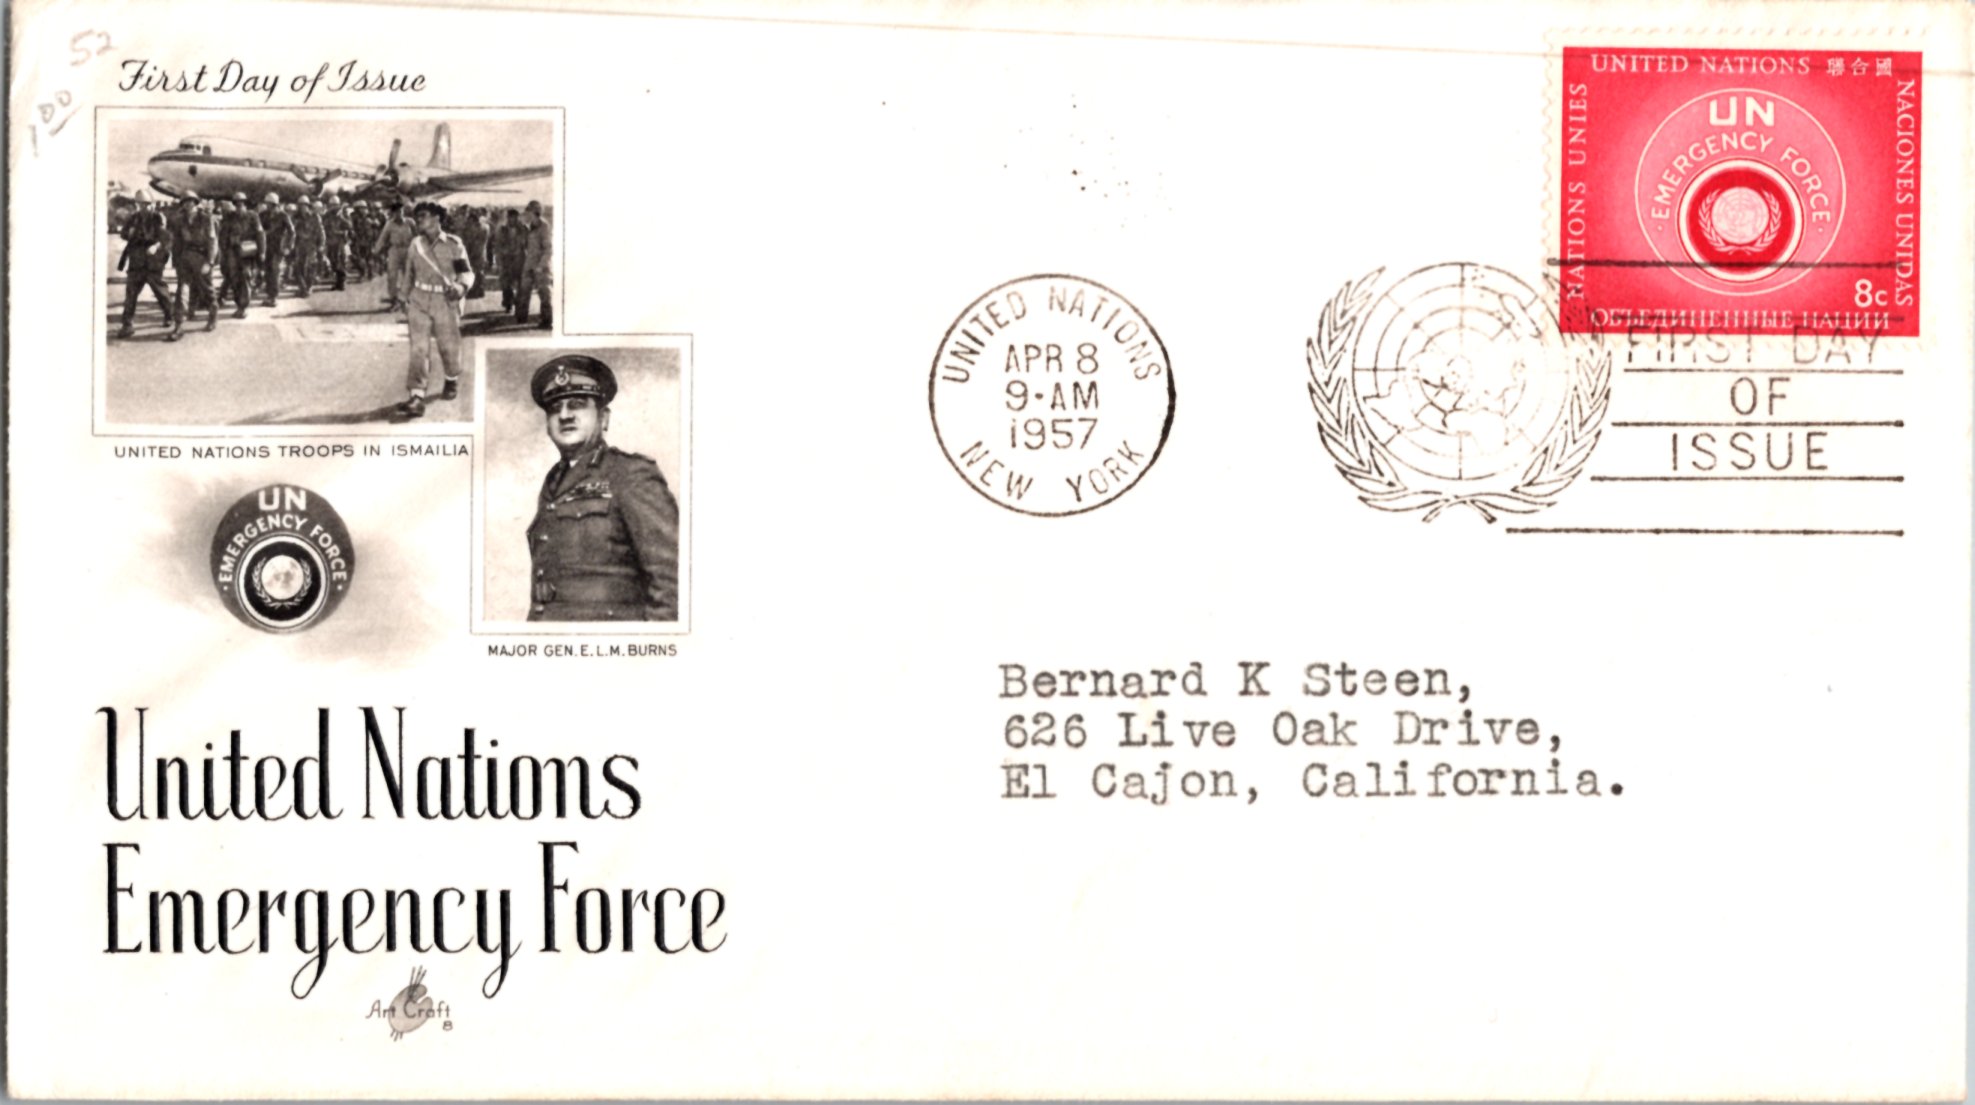 52
100
First Day of Issue
UNITED NATIONS TROOPS IN ISMAILIA
UN
·EMERGENCY FORCE·
MAJOR GEN. E. L. M. BURNS
United Nations
Emergency Force
Art Craft
8
UNITED NATIONS
APR 8
9-AM
1957
NEW YORK
UNITED NATIONS 聯合國
NATIONS UNIES
NACIONES UNIDAS
UN
·EMERGENCY FORCE·
8c
ОБЪЕДИНЕННЫЕ НАЦИИ
FIRST DAY
OF
ISSUE
Bernard K Steen,
626 Live Oak Drive,
El Cajon, California.